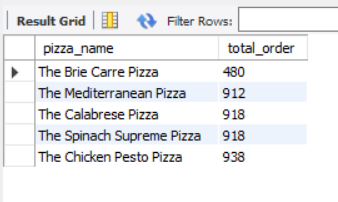 Result Grid Filter Rows:
pizza_name total_order
The Brie Carre Pizza 480
The Mediterranean Pizza 912
The Calabrese Pizza 918
The Spinach Supreme Pizza 918
The Chicken Pesto Pizza 938